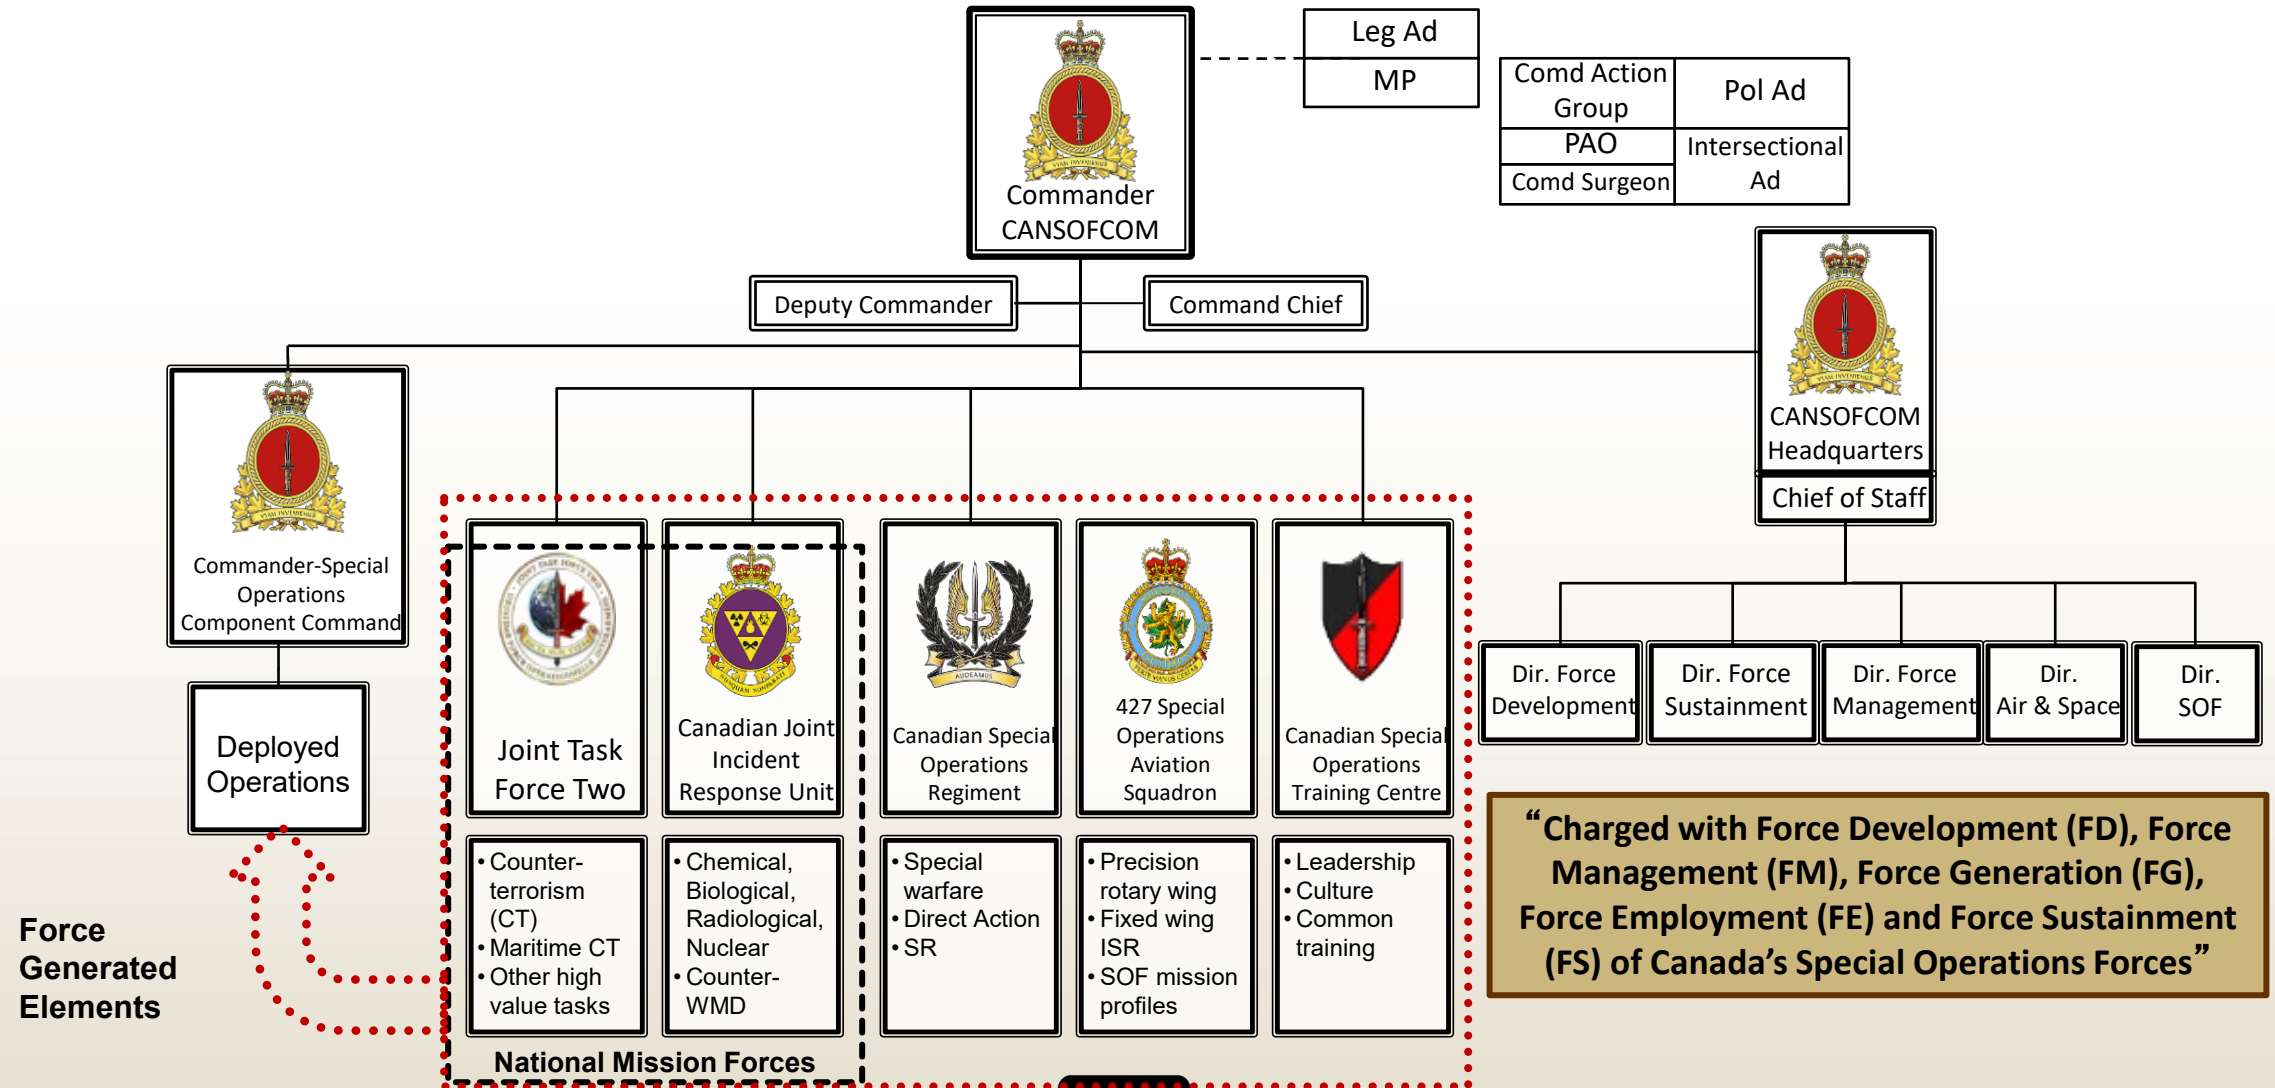 Leg Ad
MP
Comd Action
Group
Pol Ad
PAO
Intersectional
Ad
Comd Surgeon
Commander
CANSOFCOM
Deputy Commander
Command Chief
CANSOFCOM
Headquarters
Chief of Staff
Commander-Special
Operations
Component Command
Deployed
Operations
Joint Task
Force Two
Canadian Joint
Incident
Response Unit
AUDEAMUS
Canadian Special
Operations
Regiment
427 Special
Operations
Aviation
Squadron
Canadian Special
Operations
Training Centre
Dir. Force
Development
Dir. Force
Sustainment
Dir. Force
Management
Dir.
Air & Space
Dir.
SOF
• Counter-
terrorism
(CT)
• Maritime CT
• Other high
value tasks
• Chemical,
Biological,
Radiological,
Nuclear
• Counter-
WMD
• Special
warfare
• Direct Action
• SR
• Precision
rotary wing
• Fixed wing
ISR
• SOF mission
profiles
• Leadership
• Culture
• Common
training
“Charged with Force Development (FD), Force
Management (FM), Force Generation (FG),
Force Employment (FE) and Force Sustainment
(FS) of Canada’s Special Operations Forces”
Force
Generated
Elements
National Mission Forces